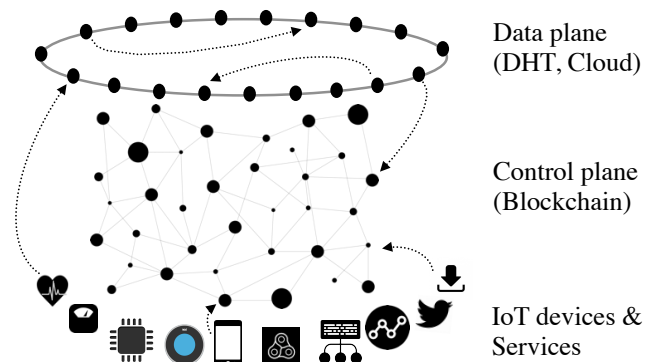 Data plane
(DHT, Cloud)
Control plane
(Blockchain)
IoT devices &
Services